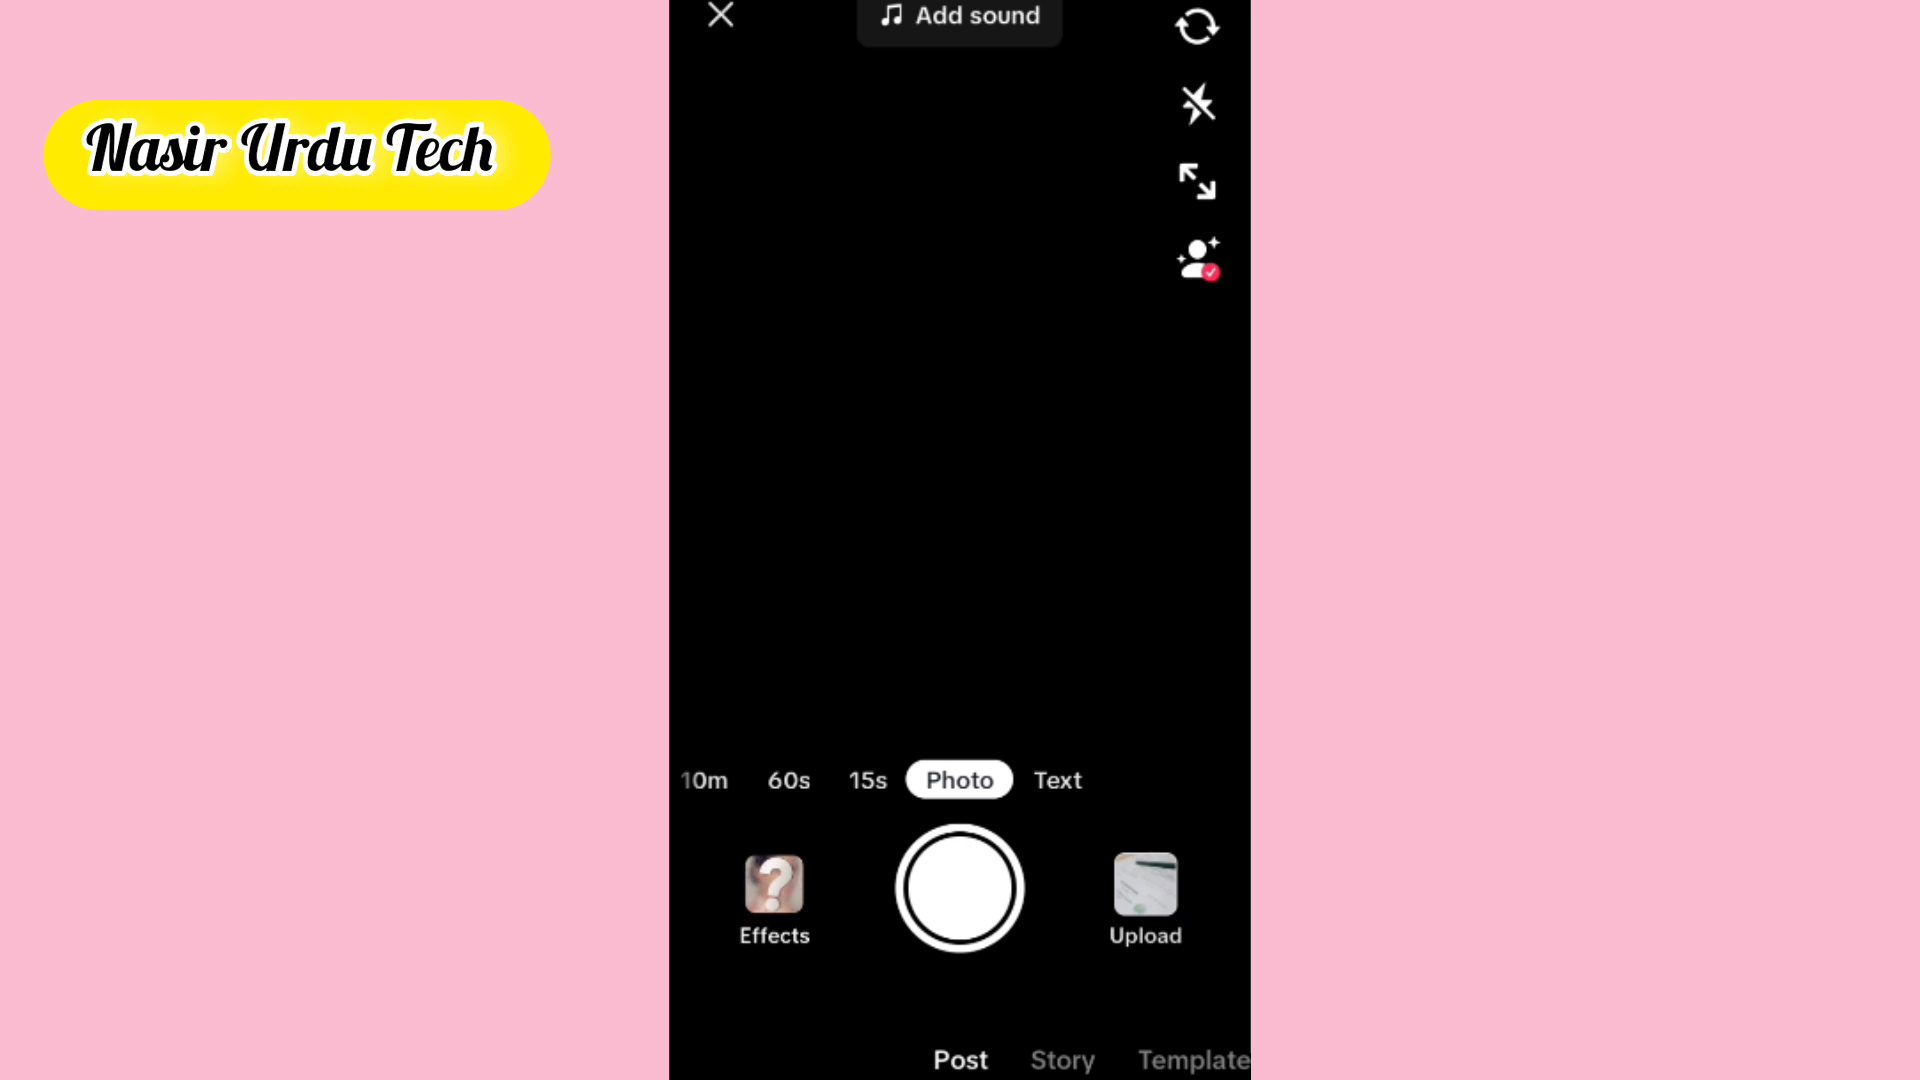 Add sound
Nasir Urdu Tech
10m 60s 15s Photo Text
Effects
Upload
Post Story Template